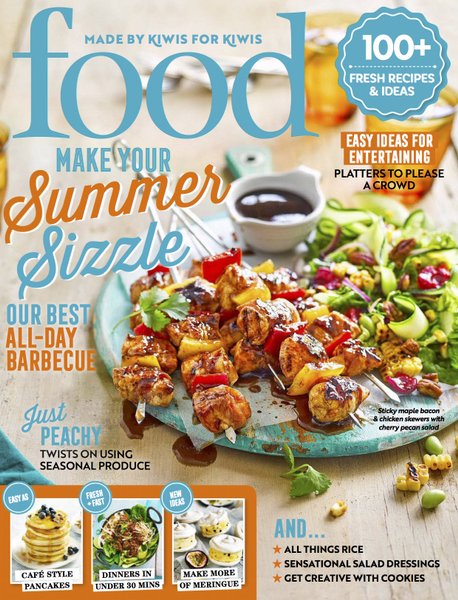 MADE BY KIWIS FOR KIWIS
food
100+
FRESH RECIPES
& IDEAS
MAKE YOUR
Summer
Sizzle
EASY IDEAS FOR
ENTERTAINING
PLATTERS TO PLEASE
A CROWD
OUR BEST
ALL-DAY
BARBECUE
Just
PEACHY
TWISTS ON USING
SEASONAL PRODUCE
Sticky maple bacon
& chicken skewers with
cherry pecan salad
EASY AS
CAFÉ STYLE
PANCAKES
FRESH
+ FAST
DINNERS IN
UNDER 30 MINS
NEW
IDEAS
MAKE MORE
OF MERINGUE
AND...
★ ALL THINGS RICE
★ SENSATIONAL SALAD DRESSINGS
★ GET CREATIVE WITH COOKIES